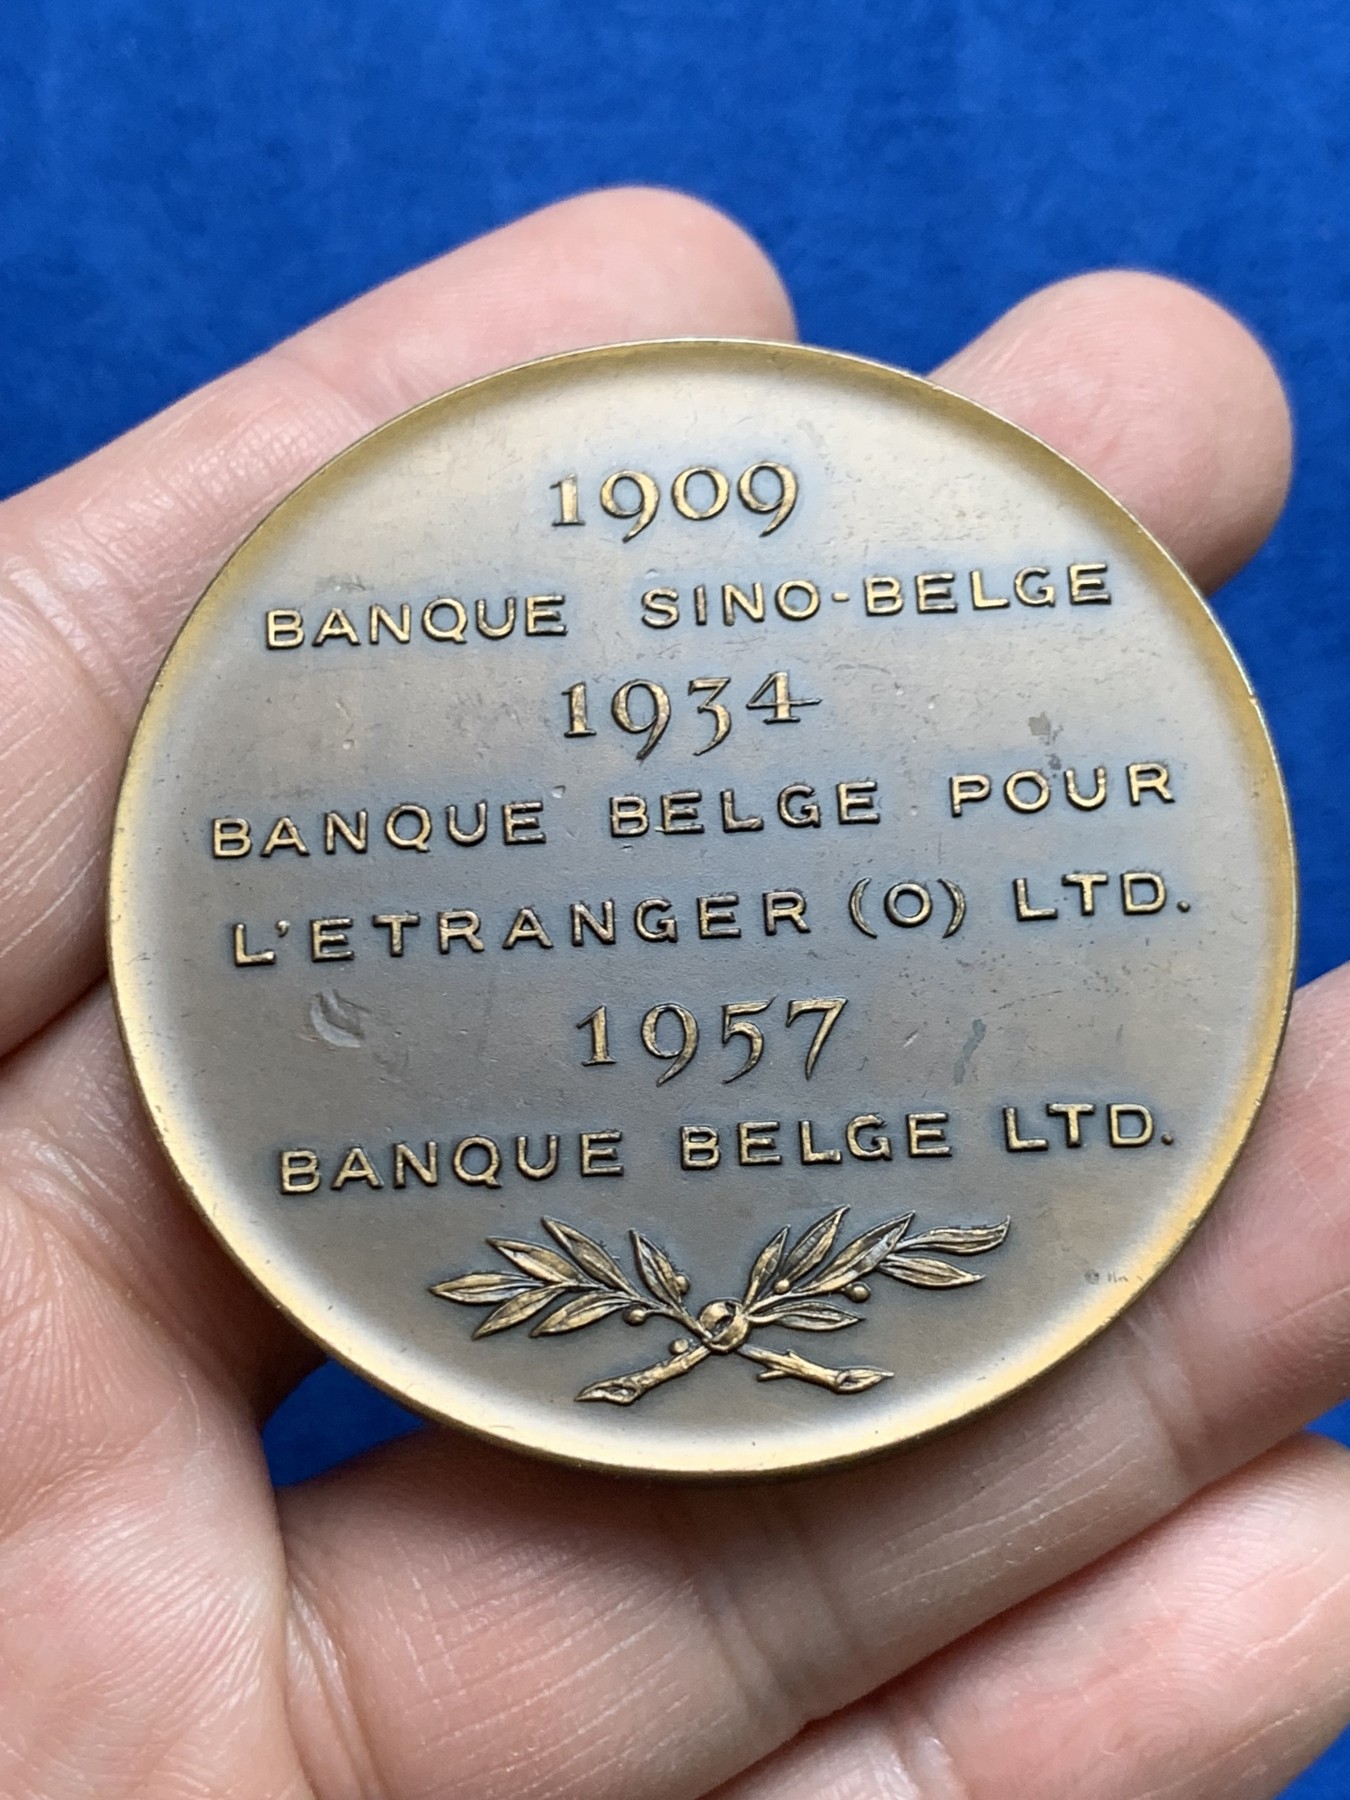 1909
BANQUE SINO-BELGE
1934
BANQUE BELGE POUR
L'ETRANGER (O) LTD.
1957
BANQUE BELGE LTD.